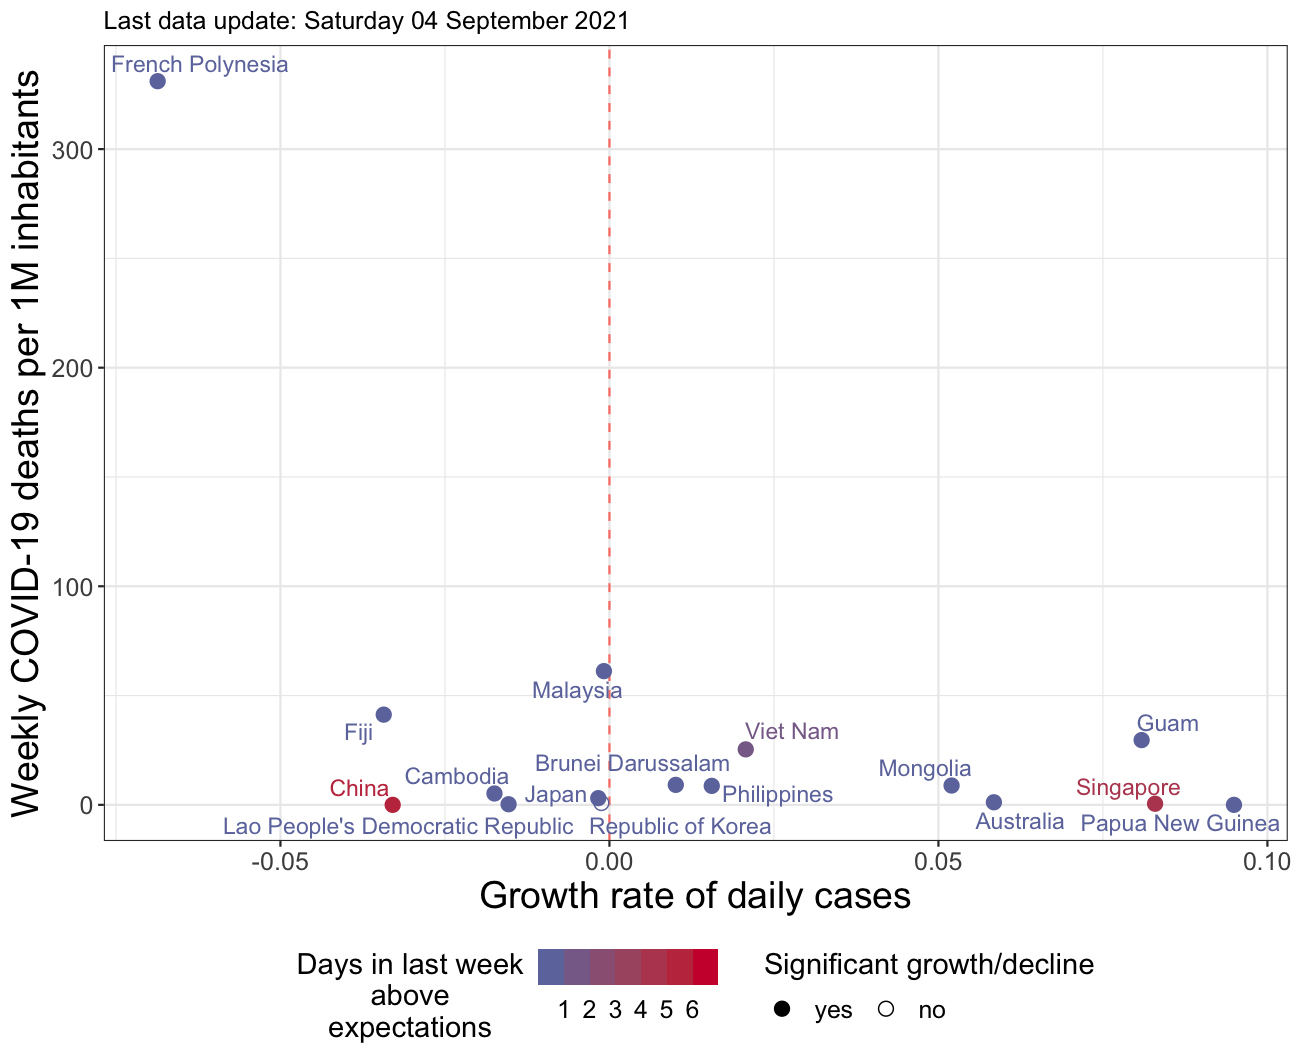 Last data update: Saturday 04 September 2021
French Polynesia
Weekly COVID-19 deaths per 1M inhabitants
300
200
100
0
Malaysia
Fiji
Viet Nam
Guam
Brunei Darussalam
Mongolia
Cambodia
China
Japan
Philippines
Singapore
Lao People's Democratic Republic
Republic of Korea
Australia
Papua New Guinea
-0.05
0.00
0.05
0.10
Growth rate of daily cases
Days in last week
above
expectations
1 2 3 4 5 6
Significant growth/decline
yes
no